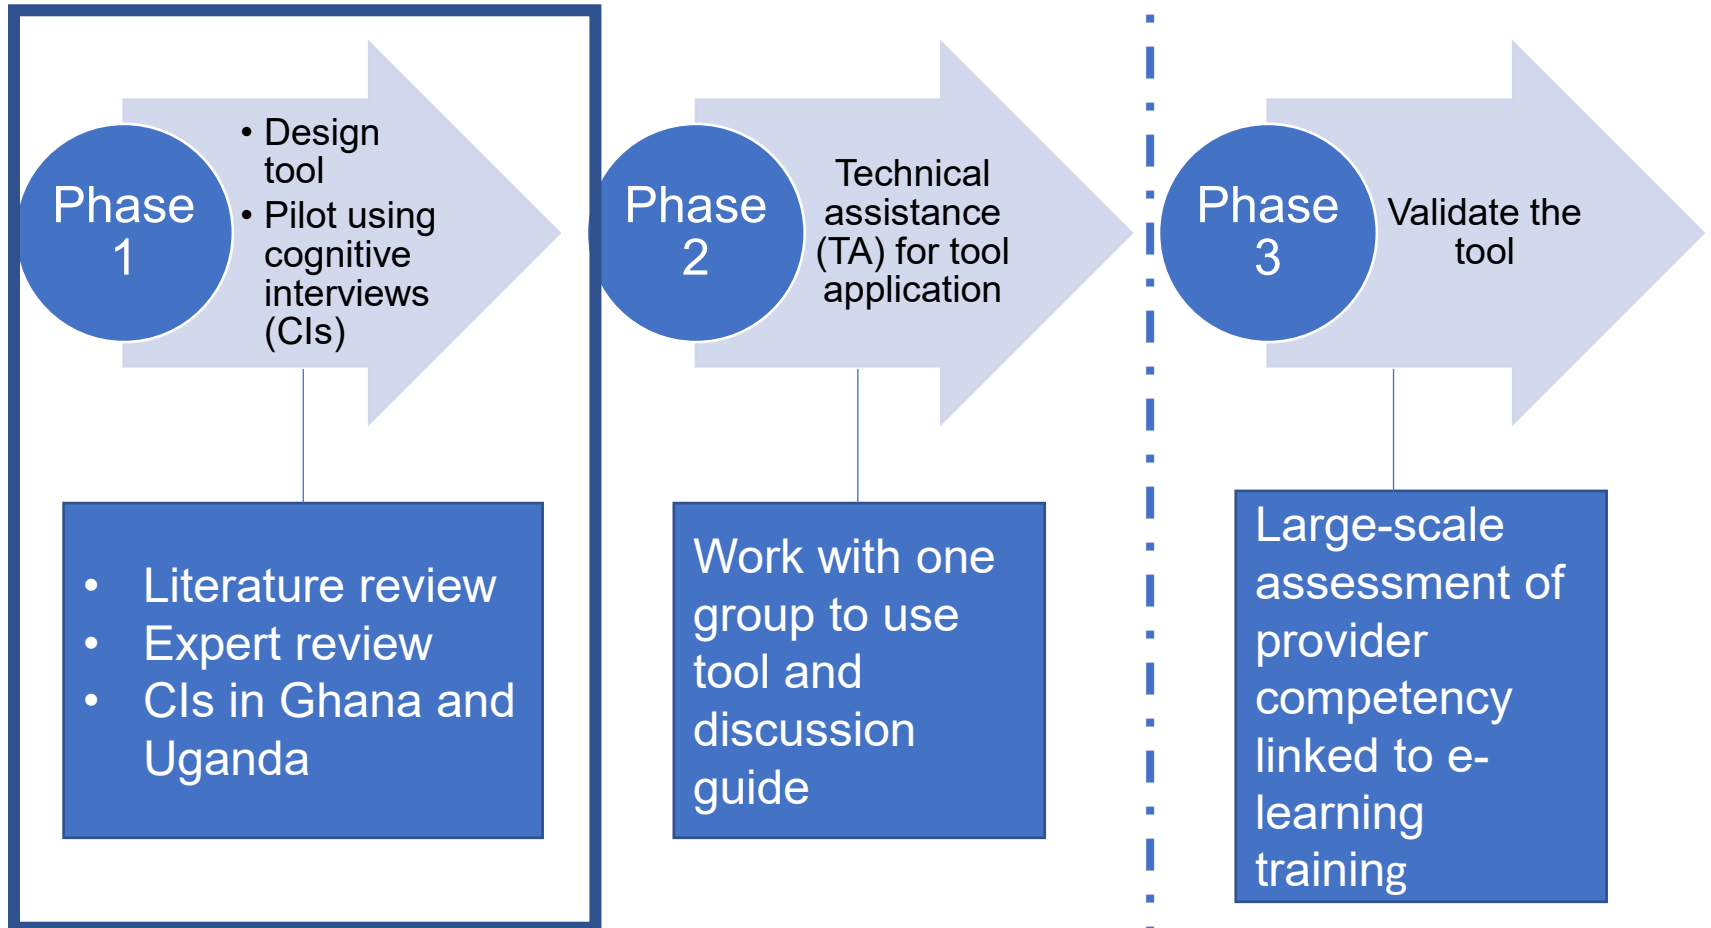 Phase
1
• Design
tool
• Pilot using
cognitive
interviews
(CIs)
Phase
2
Technical
assistance
(TA) for tool
application
Phase
3
Validate the
tool
• Literature review
• Expert review
• CIs in Ghana and
Uganda
Work with one
group to use
tool and
discussion
guide
Large-scale
assessment of
provider
competency
linked to e-
learning
training